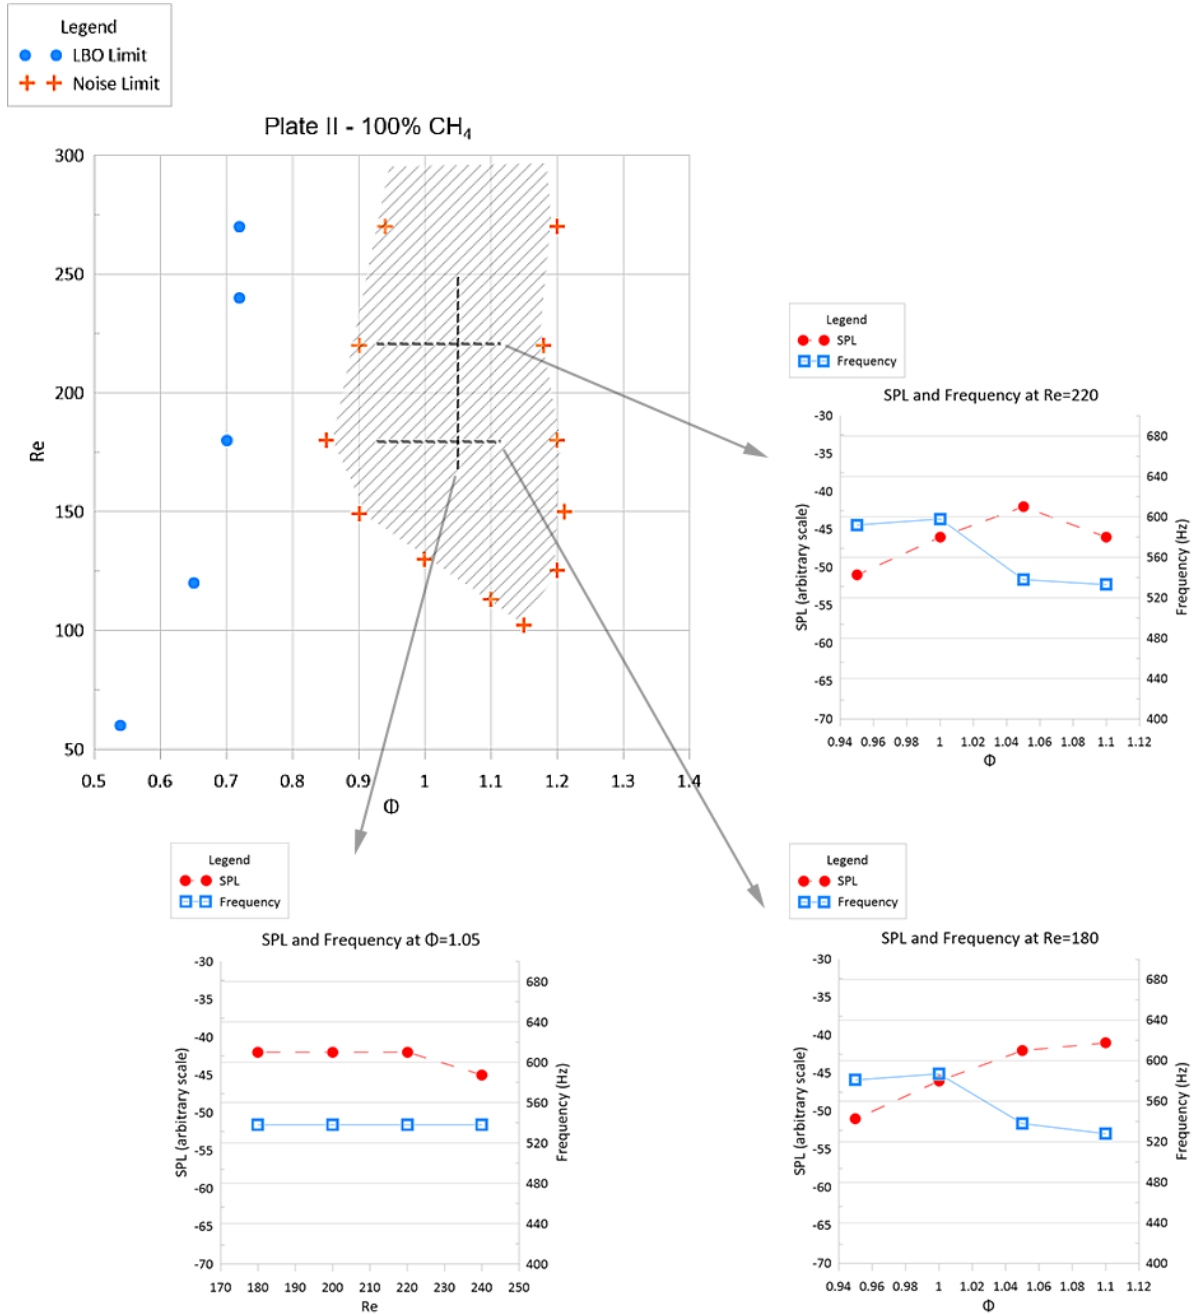 Legend
LBO Limit
Noise Limit
Plate II - 100% CH₄
300
250
200
150
100
50
Re
0.5 0.6 0.7 0.8 0.9 1 1.1 1.2 1.3 1.4
Φ
Legend
SPL
Frequency
SPL and Frequency at Re=220
-30
-35
-40
-45
-50
-55
-60
-65
-70
SPL (arbitrary scale)
680
640
600
560
520
480
440
400
Frequency (Hz)
0.94 0.96 0.98 1 1.02 1.04 1.06 1.08 1.1 1.12
Φ
Legend
SPL
Frequency
SPL and Frequency at Φ=1.05
-30
-35
-40
-45
-50
-55
-60
-65
-70
SPL (arbitrary scale)
680
640
600
560
520
480
440
400
Frequency (Hz)
170 180 190 200 210 220 230 240 250
Re
Legend
SPL
Frequency
SPL and Frequency at Re=180
-30
-35
-40
-45
-50
-55
-60
-65
-70
SPL (arbitrary scale)
680
640
600
560
520
480
440
400
Frequency (Hz)
0.94 0.96 0.98 1 1.02 1.04 1.06 1.08 1.1 1.12
Φ